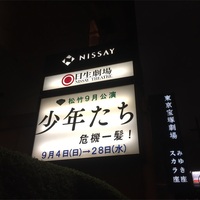 NISSAY
日生劇場
NISSAY THEATRE
松竹9月公演
少年たち
危機一髪！
9月4日(日)→28日(水)
東京宝塚劇場
スカラ座
みゆき座